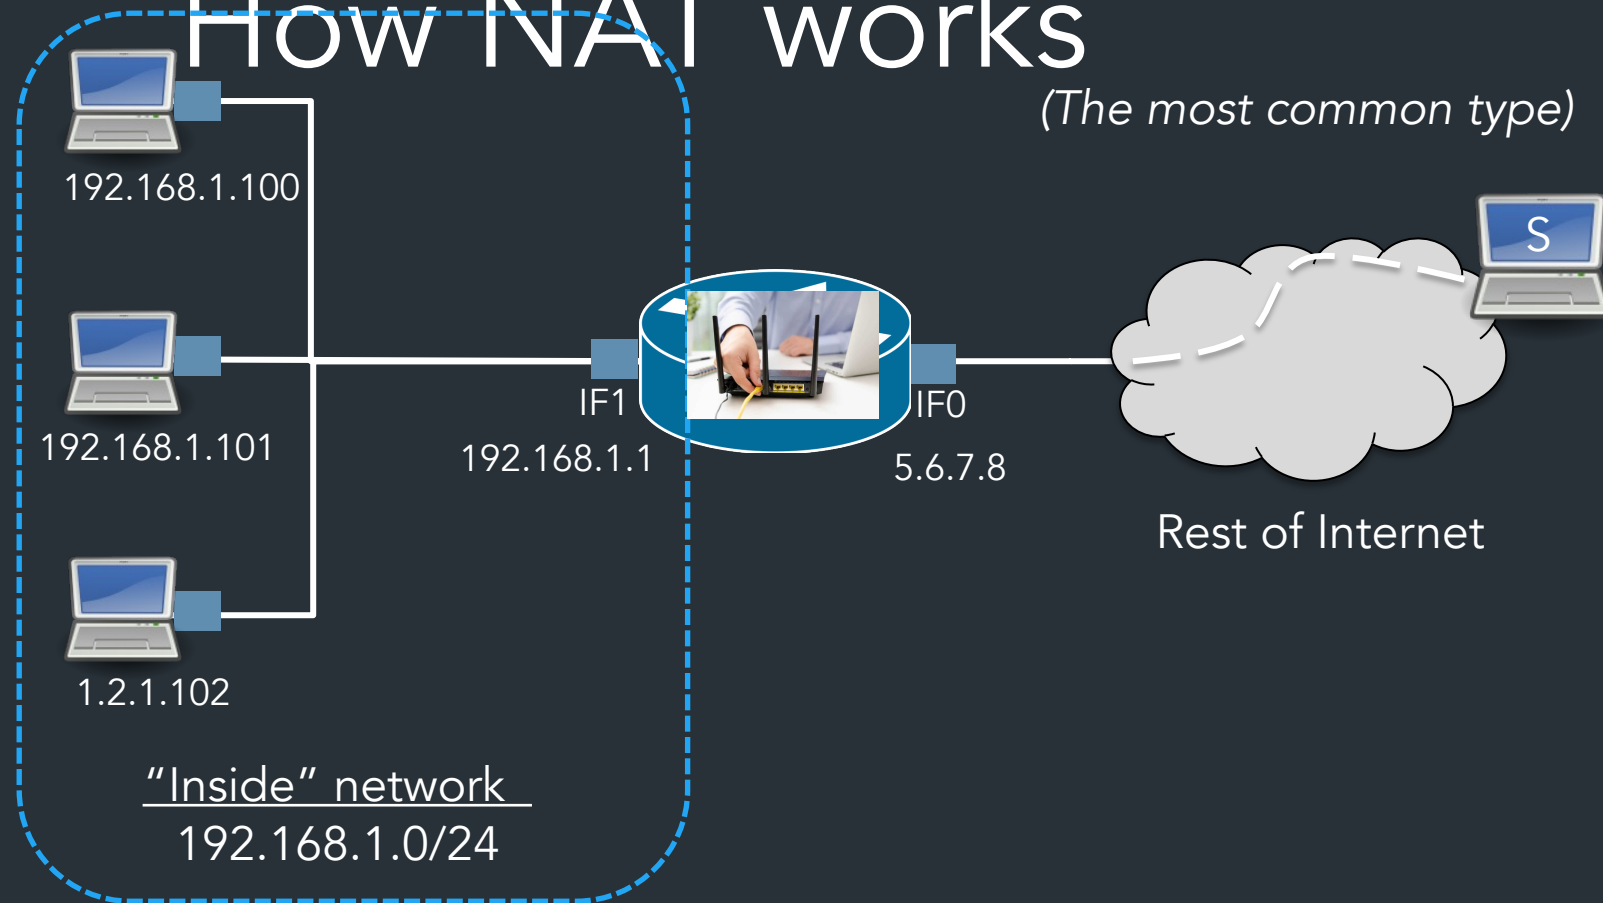 How NAT works
(The most common type)
192.168.1.100
S
192.168.1.101
IF1
IF0
192.168.1.1
5.6.7.8
Rest of Internet
1.2.1.102
“Inside” network
192.168.1.0/24